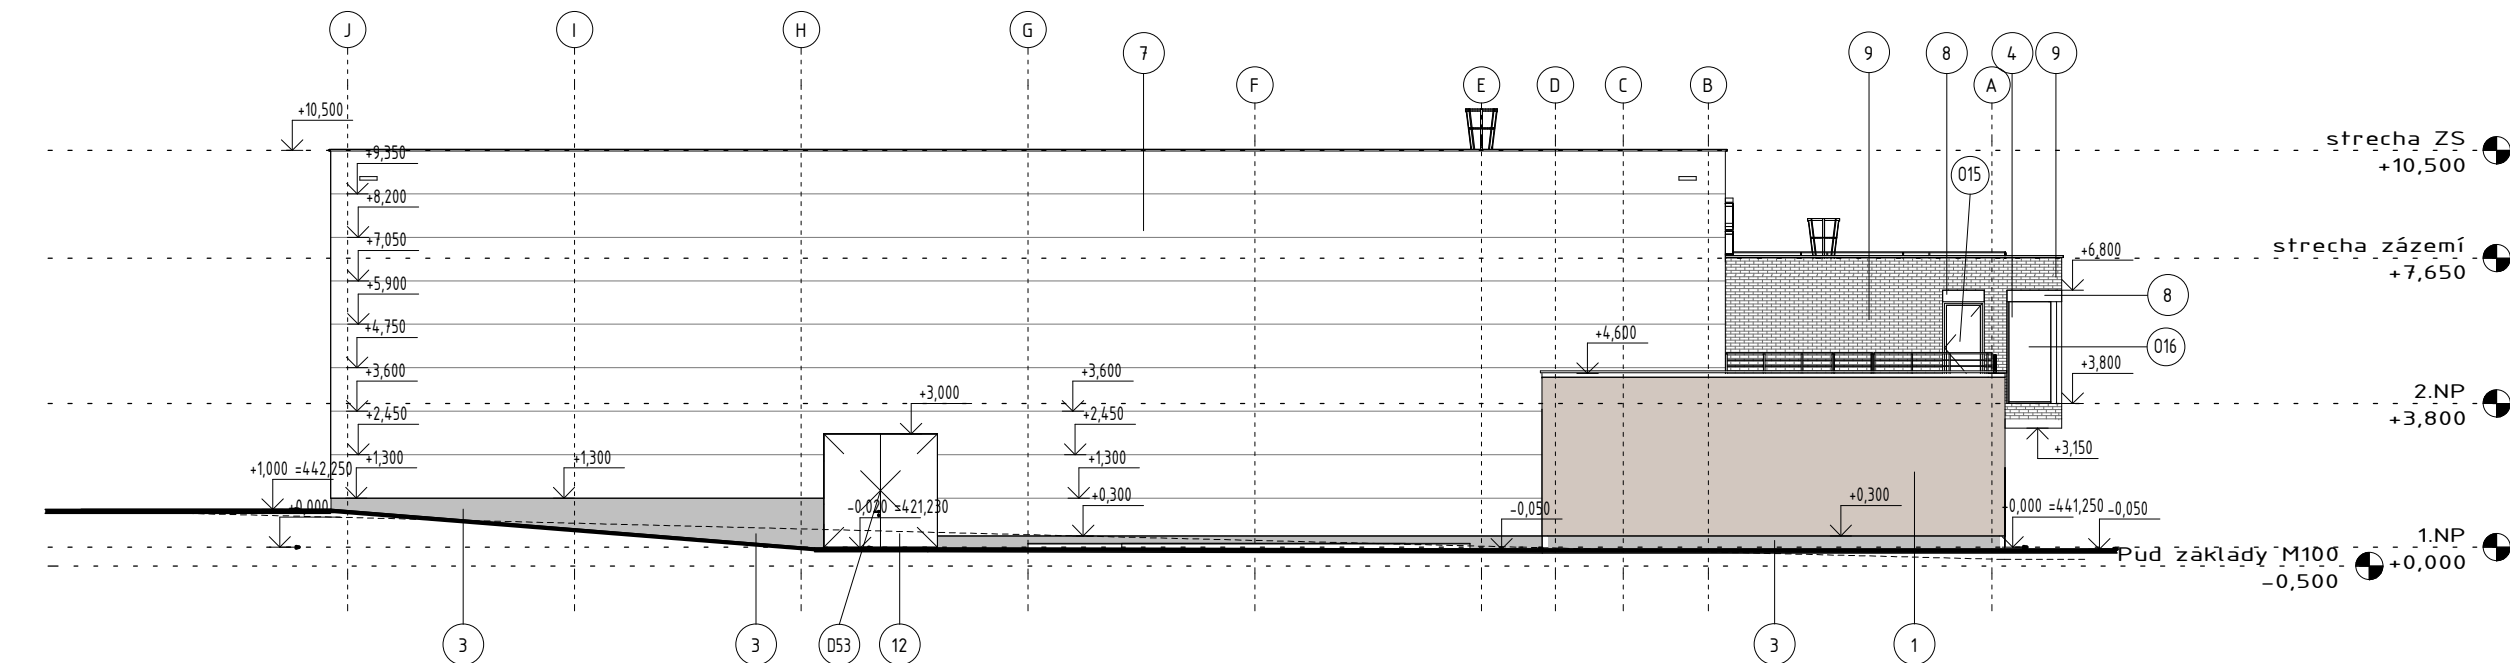 J
I
H
G
7
9
8
4
9
F
E
D
C
B
A
+10,500
strecha ZS
+10,500
+9,350
O15
+8,200
+7,050
strecha zázemí
+7,650
+6,800
+5,900
8
+4,750
+4,600
O16
+3,600
+3,600
+3,800
+3,000
2.NP
+3,800
+2,450
+2,450
+3,150
+1,000 =442,250
+1,300
+1,300
+1,300
+0,300
+0,300
+0,000
-0,020 =421,230
-0,050
-0,000 =441,250
-0,050
1.NP
+0,000
Pud základy M100
-0,500
3
3
D53
12
3
1